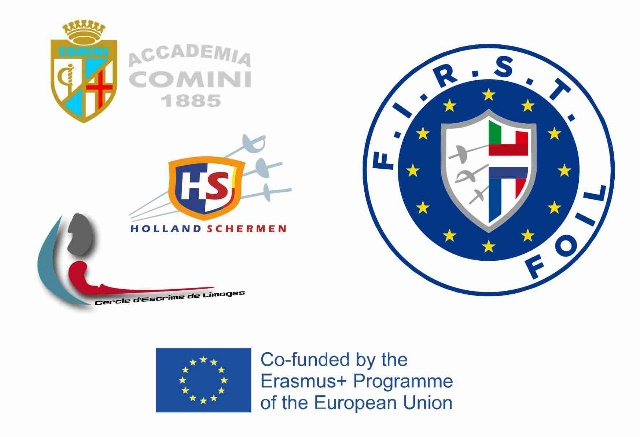 COMINI
ACCADEMIA
COMINI
1885
F.I.R.S.T.
FOIL
HS
HOLLAND SCHERMEN
Cercle d'Escrime de Limoges
Co-funded by the
Erasmus+ Programme
of the European Union